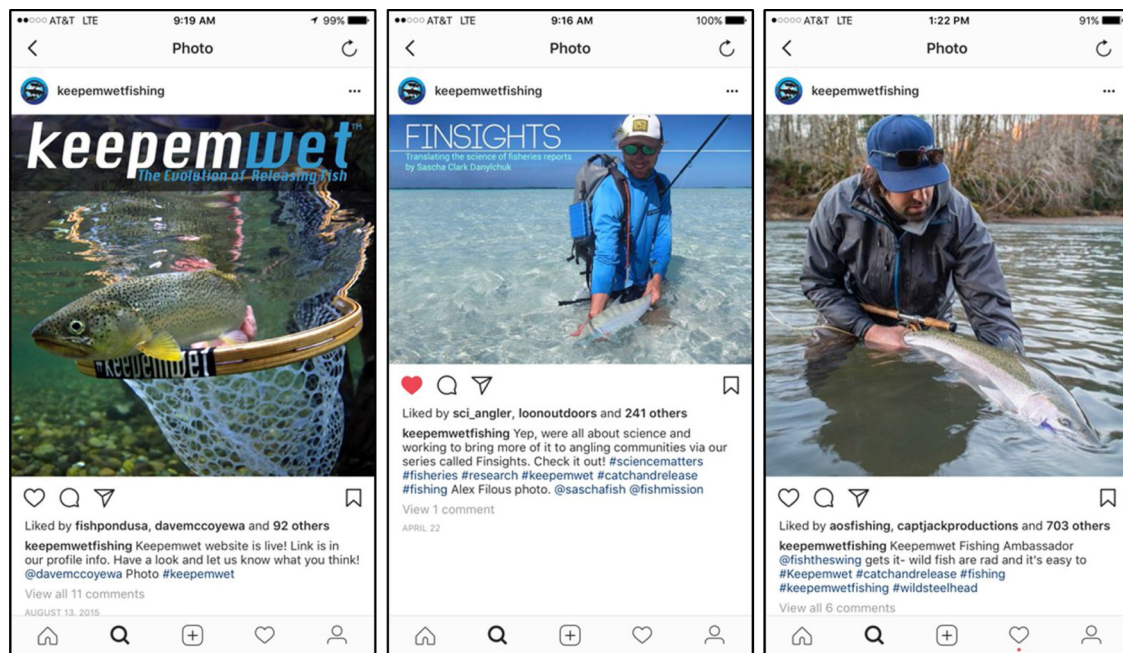 AT&T LTE 9:19 AM 99%
Photo
keepemwetfishing
keepemwet™
The Evolution of Releasing Fish
keepemwet
Liked by fishpondusa, davemccoyewa and 92 others
keepemwetfishing Keepemwet website is live! Link is in
our profile info. Have a look and let us know what you think!
@davemccoyewa Photo #keepemwet
View all 11 comments
AUGUST 13, 2015
AT&T LTE 9:16 AM 100%
Photo
keepemwetfishing
FINSIGHTS
Translating the science of fisheries reports
by Sascha Clark Danylchuk
Liked by sci_angler, loonoutdoors and 241 others
keepemwetfishing Yep, were all about science and
working to bring more of it to angling communities via our
series called Finsights. Check it out! #sciencematters
#fisheries #research #keepemwet #catchandrelease
#fishing Alex Filous photo. @saschafish @fishmission
View 1 comment
APRIL 22
AT&T LTE 1:22 PM 91%
Photo
keepemwetfishing
Liked by aosfishing, captjackproductions and 703 others
keepemwetfishing Keepemwet Fishing Ambassador
@fishtheswing gets it- wild fish are rad and it's easy to
#Keepemwet #catchandrelease #fishing
#keepemwetfishing #wildsteelhead
View all 6 comments